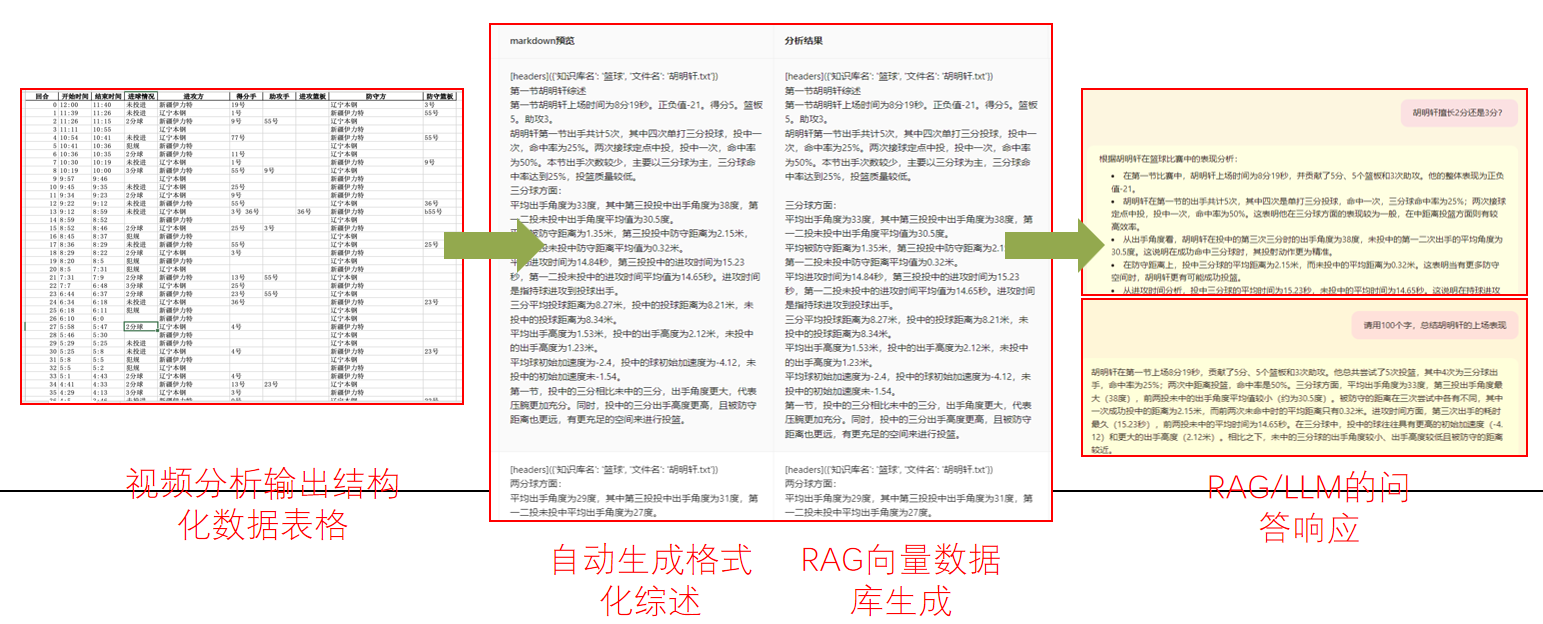 回合 开始时间 结束时间 进球情况 进攻方 得分手 助攻手 进攻篮板 防守方 防守篮板
0 12:00 11:40 未投进 新疆伊力特 19号 辽宁本钢 3号
1 11:39 11:26 未投进 辽宁本钢 1号 新疆伊力特 55号
2 11:26 11:15 2分球 新疆伊力特 9号 55号 辽宁本钢
3 11:11 10:55 辽宁本钢 新疆伊力特
4 10:54 10:41 未投进 辽宁本钢 77号 新疆伊力特 55号
5 10:41 10:36 犯规 新疆伊力特 辽宁本钢
6 10:36 10:35 2分球 新疆伊力特 11号 辽宁本钢
7 10:30 10:19 未投进 辽宁本钢 1号 新疆伊力特 9号
8 10:19 10:00 3分球 新疆伊力特 55号 9号 辽宁本钢
9 9:57 9:46 辽宁本钢 新疆伊力特
10 9:45 9:35 未投进 辽宁本钢 25号 新疆伊力特
11 9:34 9:23 2分球 辽宁本钢 9号 新疆伊力特
12 9:22 9:12 未投进 新疆伊力特 55号 辽宁本钢 36号
13 9:12 8:59 未投进 辽宁本钢 3号 36号 36号 新疆伊力特 b55号
14 8:59 8:52 新疆伊力特 辽宁本钢
15 8:52 8:46 2分球 辽宁本钢 25号 3号 新疆伊力特
16 8:45 8:37 犯规 新疆伊力特 辽宁本钢
17 8:36 8:29 未投进 新疆伊力特 55号 辽宁本钢 25号
18 8:29 8:22 2分球 辽宁本钢 3号 新疆伊力特
19 8:20 8:5 犯规 新疆伊力特 辽宁本钢
20 8:5 7:31 犯规 新疆伊力特 辽宁本钢
21 7:31 7:9 2分球 新疆伊力特 13号 55号 辽宁本钢
22 7:7 6:48 3分球 辽宁本钢 25号 新疆伊力特
23 6:44 6:37 2分球 新疆伊力特 23号 55号 辽宁本钢
24 6:34 6:18 未投进 辽宁本钢 36号 新疆伊力特 23号
25 6:18 6:11 犯规 新疆伊力特 辽宁本钢
26 6:10 6:0 新疆伊力特 辽宁本钢
27 5:58 5:47 2分球 辽宁本钢 4号 新疆伊力特
28 5:46 5:30 新疆伊力特 辽宁本钢
29 5:29 5:25 未投进 辽宁本钢 新疆伊力特
30 5:25 5:8 未投进 辽宁本钢 4号 新疆伊力特 23号
31 5:8 5:5 犯规 新疆伊力特 辽宁本钢
32 5:5 5:2 犯规 新疆伊力特 辽宁本钢
33 5:1 4:43 2分球 辽宁本钢 4号 新疆伊力特
34 4:41 4:33 2分球 新疆伊力特 13号 23号 辽宁本钢
35 4:29 4:13 3分球 辽宁本钢 3号 新疆伊力特
视频分析输出结构
化数据表格
markdown预览
[headers]({'知识库名': '篮球', '文件名': '胡明轩.txt'})
第一节胡明轩综述
第一节胡明轩上场时间为8分19秒。正负值-21。得分5。篮板
5。助攻3。
胡明轩第一节出手共计5次，其中四次单打三分投球，投中一
次，命中率为25%。两次接球定点中投，投中一次，命中率
为50%。本节出手次数较少，主要以三分球为主，三分球命
中率达到25%，投篮质量较低。
三分球方面：
平均出手角度为33度，其中第三投投中出手角度为38度，第
一二投未投中出手角度平均值为30.5度。
被防守距离为1.35米，第三投投中防守距离为2.15米，
投未投中防守距离平均值为0.32米。
进攻时间为14.84秒，第三投投中的进攻时间为15.23
秒，第一二投未投中的进攻时间平均值为14.65秒。进攻时间
是指持球进攻到投球出手。
三分平均投球距离为8.27米，投中的投球距离为8.21米，未
投中的投球距离为8.34米。
平均出手高度为1.53米，投中的出手高度为2.12米，未投中
的出手高度为1.23米。
平均球初始加速度为-2.4，投中的球初始加速度为-4.12，未
投中的初始加速度未-1.54。
第一节，投中的三分相比未中的三分，出手角度更大，代表
压腕更加充分。同时，投中的三分出手高度更高，且被防守
距离也更远，有更充足的空间来进行投篮。
[headers]({'知识库名': '篮球', '文件名': '胡明轩.txt'})
两分球方面：
平均出手角度为29度，其中第三投投中出手角度为31度，第
一二投未投中平均出手角度为27度。
自动生成格式
化综述
分析结果
[headers]({'知识库名': '篮球', '文件名': '胡明轩.txt'})
第一节胡明轩综述
第一节胡明轩上场时间为8分19秒。正负值-21。得分5。篮板
5。助攻3。
胡明轩第一节出手共计5次，其中四次单打三分投球，投中一
次，命中率为25%。两次接球定点中投，投中一次，命中率
为50%。本节出手次数较少，主要以三分球为主，三分球命
中率达到25%，投篮质量较低。
三分球方面：
平均出手角度为33度，其中第三投投中出手角度为38度，第
一二投未投中出手角度平均值为30.5度。
平均被防守距离为1.35米，第三投投中防守距离为2.1
第一二投未投中防守距离平均值为0.32米。
平均进攻时间为14.84秒，第三投投中的进攻时间为15.23
秒，第一二投未投中的进攻时间平均值为14.65秒。进攻时间
是指持球进攻到投球出手。
三分平均投球距离为8.27米，投中的投球距离为8.21米，未
投中的投球距离为8.34米。
平均出手高度为1.53米，投中的出手高度为2.12米，未投中
的出手高度为1.23米。
平均球初始加速度为-2.4，投中的球初始加速度为-4.12，未
投中的初始加速度未-1.54。
第一节，投中的三分相比未中的三分，出手角度更大，代表
压腕更加充分。同时，投中的三分出手高度更高，且被防守
距离也更远，有更充足的空间来进行投篮。
[headers]({'知识库名': '篮球', '文件名': '胡明轩.txt'})
两分球方面：
平均出手角度为29度，其中第三投投中出手角度为31度，第
一二投未投中平均出手角度为27度。
RAG向量数据
库生成
胡明轩擅长2分还是3分？
根据胡明轩在篮球比赛中的表现分析：
• 在第一节比赛中，胡明轩上场时间为8分19秒，并贡献了5分、5个篮板和3次助攻。他的整体表现为正负
值-21。
• 胡明轩在第一节的出手共计5次，其中四次是单打三分投球，命中一次，三分球命中率为25%；两次接球
定点中投，投中一次，命中率为50%。这表明他在三分球方面的表现较为一般，在中距离投篮方面则有较
高效率。
• 从出手角度看，胡明轩在投中的第三次三分时的出手角度为38度，未投中的第一二次出手的平均角度为
30.5度。这说明在成功命中三分球时，其投射动作更为精准。
• 在防守距离上，投中三分球的平均距离为2.15米，而未投中的平均距离为0.32米。这表明当有更多防守
空间时，胡明轩更有可能成功投篮。
• 从进攻时间分析，投中三分球的平均时间为15.23秒，未投中的平均时间为14.65秒。这说明在持球进攻
请用100个字，总结胡明轩的上场表现
胡明轩在第一节上场8分19秒，贡献了5分、5个篮板和3次助攻。他总共尝试了5次投篮，其中4次为三分球出
手，命中率为25%；两次中距离投篮，命中率是50%。三分球方面，平均出手角度为33度，第三投出手角度最
大（38度），前两投未中的出手角度平均值较小（约为30.5度）。被防守的距离在三次尝试中各有不同，其中
一次成功投中的距离为2.15米，而前两次未命中时的平均距离只有0.32米。进攻时间方面，第三次出手的耗时
最久（15.23秒），前两投未中的平均时间为14.65秒。在三分球中，投中的球往往具有更高的初始加速度（-4.
12）和更大的出手高度（2.12米）。相比之下，未中的三分球的出手角度较小、出手高度较低且被防守的距离
较近。
RAG/LLM的问
答响应